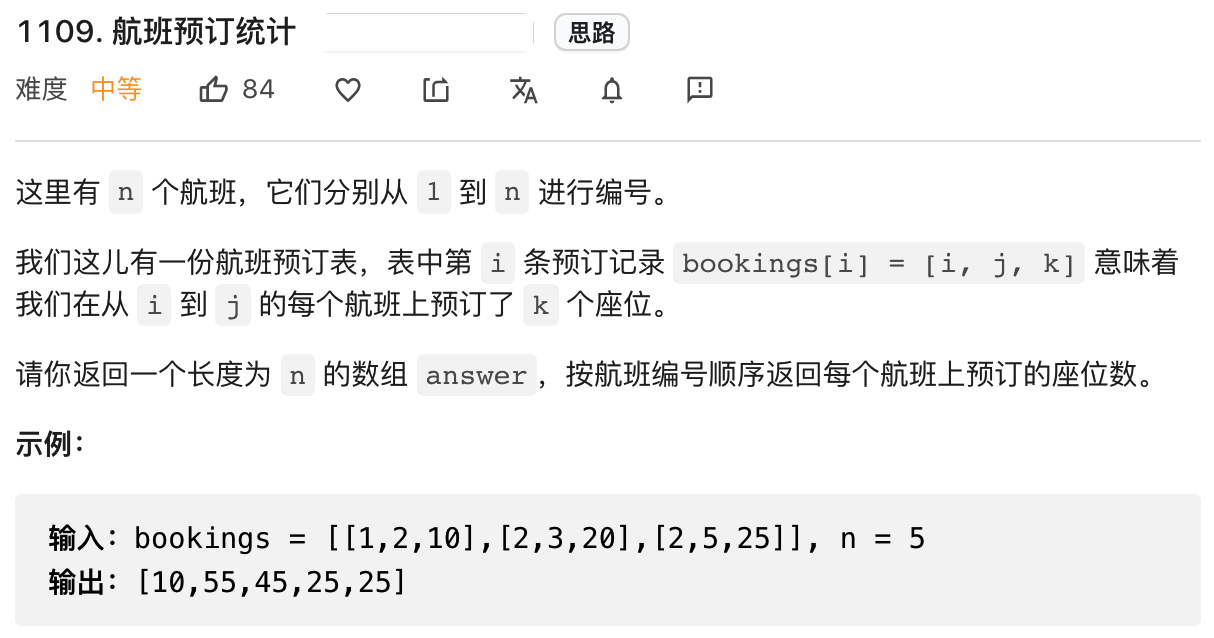 1109. 航班预订统计 思路
难度 中等 84
这里有 n 个航班，它们分别从 1 到 n 进行编号。
我们这儿有一份航班预订表，表中第 i 条预订记录 bookings[i] = [i, j, k] 意味着
我们在从 i 到 j 的每个航班上预订了 k 个座位。
请你返回一个长度为 n 的数组 answer，按航班编号顺序返回每个航班上预订的座位数。
示例：
输入：bookings = [[1,2,10],[2,3,20],[2,5,25]], n = 5
输出：[10,55,45,25,25]